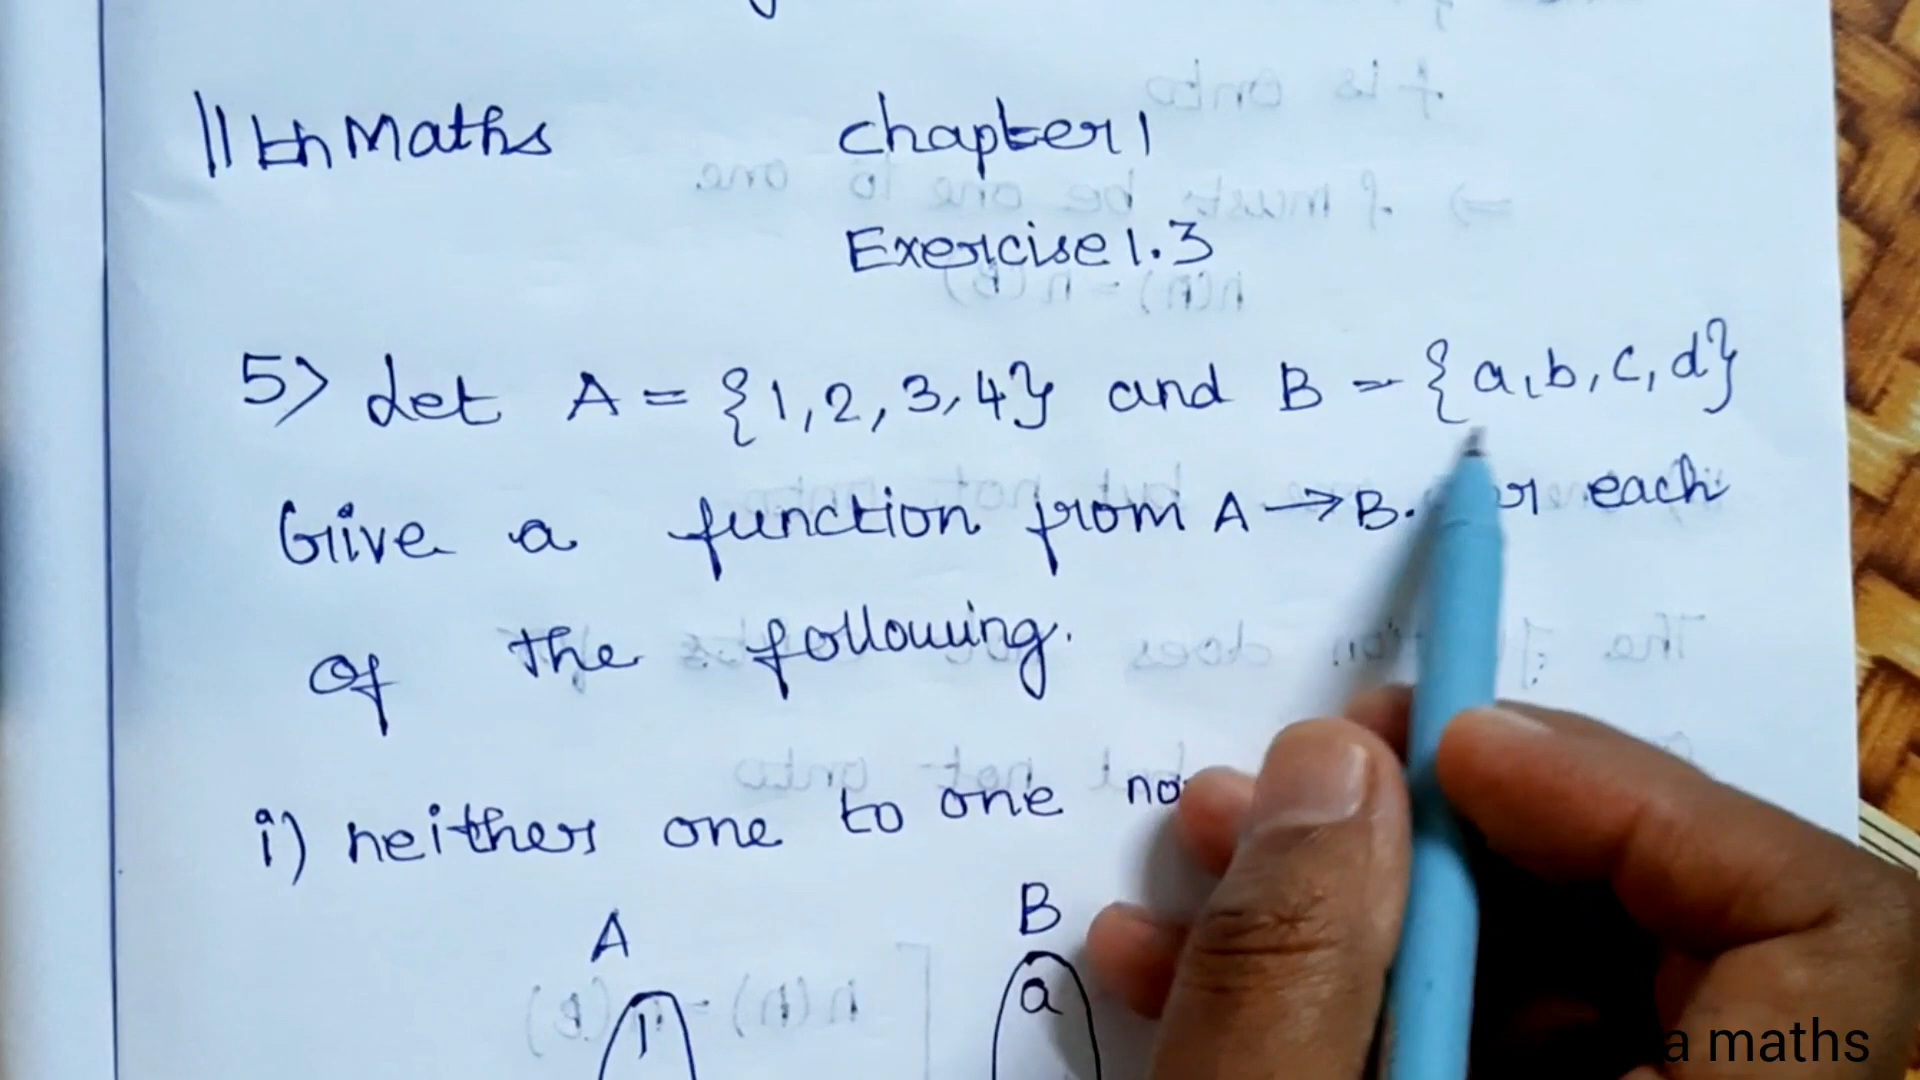 11th Maths Chapter 1
Exercise 1.3
5) Let A = {1, 2, 3, 4} and B = {a, b, c, d}
Give a function from A → B. each
of the following.
i) neither one to one
A B
1 a
a maths